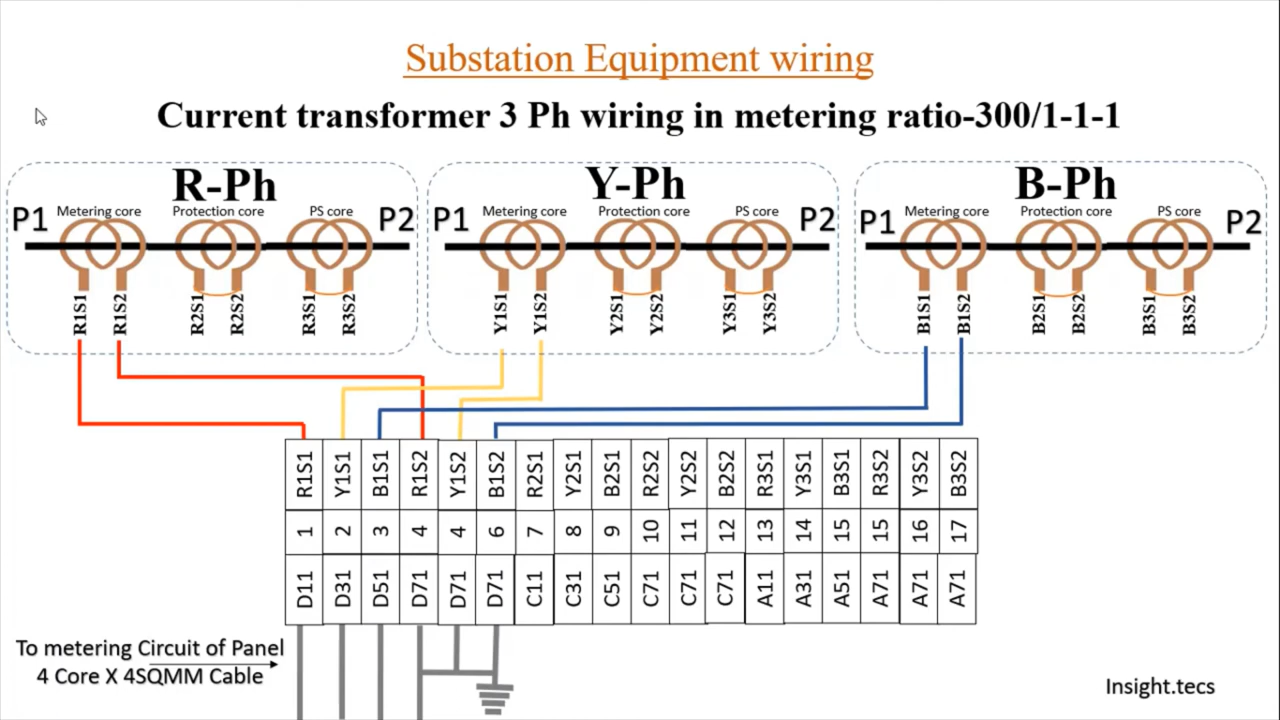 Substation Equipment wiring
Current transformer 3 Ph wiring in metering ratio-300/1-1-1
R-Ph
Y-Ph
B-Ph
P1 Metering core Protection core PS core P2
P1 Metering core Protection core PS core P2
P1 Metering core Protection core PS core P2
R1S1 R1S2 R2S1 R2S2 R3S1 R3S2
Y1S1 Y1S2 Y2S1 Y2S2 Y3S1 Y3S2
B1S1 B1S2 B2S1 B2S2 B3S1 B3S2
R1S1 Y1S1 B1S1 R1S2 Y1S2 B1S2 R2S1 Y2S1 B2S1 R2S2 Y2S2 B2S2 R3S1 Y3S1 B3S1 R3S2 Y3S2 B3S2
1 2 3 4 4 6 7 8 9 10 11 12 13 14 15 15 16 17
D11 D31 D51 D71 D71 D71 C11 C31 C51 C71 C71 C71 A11 A31 A51 A71 A71 A71
To metering Circuit of Panel
4 Core X 4SQMM Cable
Insight.tecs